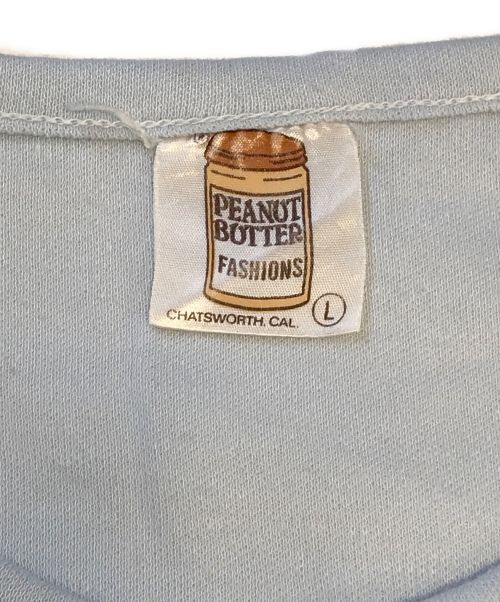 PEANUT
BUTTER
FASHIONS
CHATSWORTH, CAL.
L